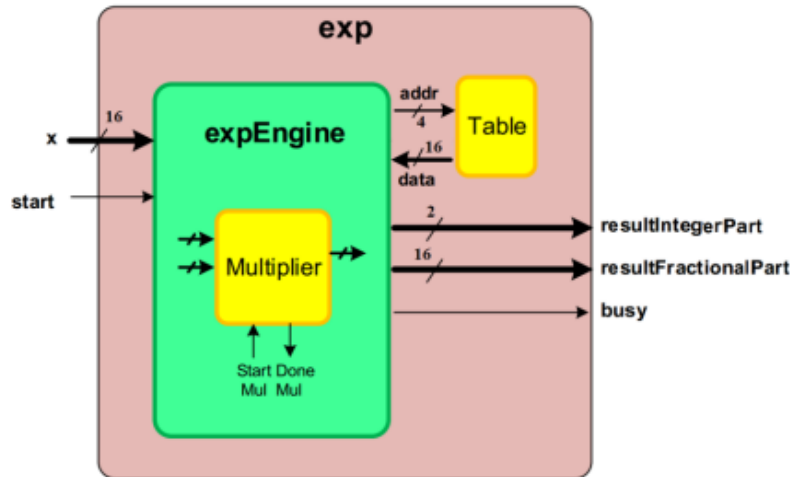 exp
addr
4
Table
16
data
x
16
expEngine
start
2
resultIntegerPart
Multiplier
16
resultFractionalPart
busy
Start Done
Mul Mul